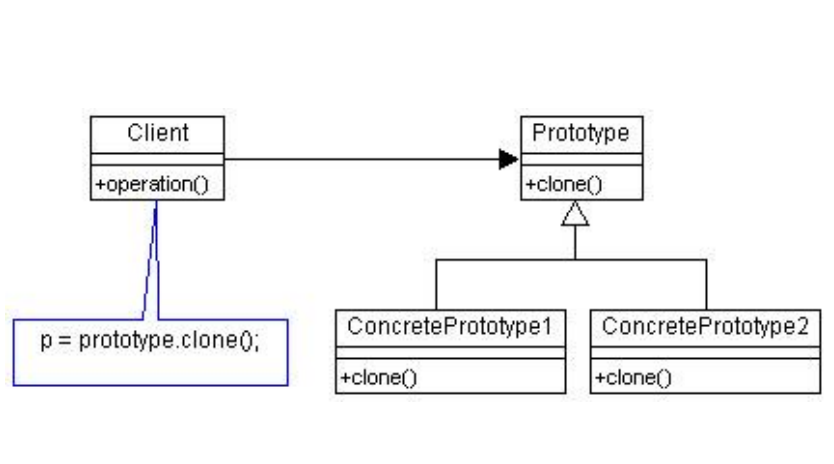 Client
+operation()
Prototype
+clone()
p = prototype.clone();
ConcretePrototype1
+clone()
ConcretePrototype2
+clone()